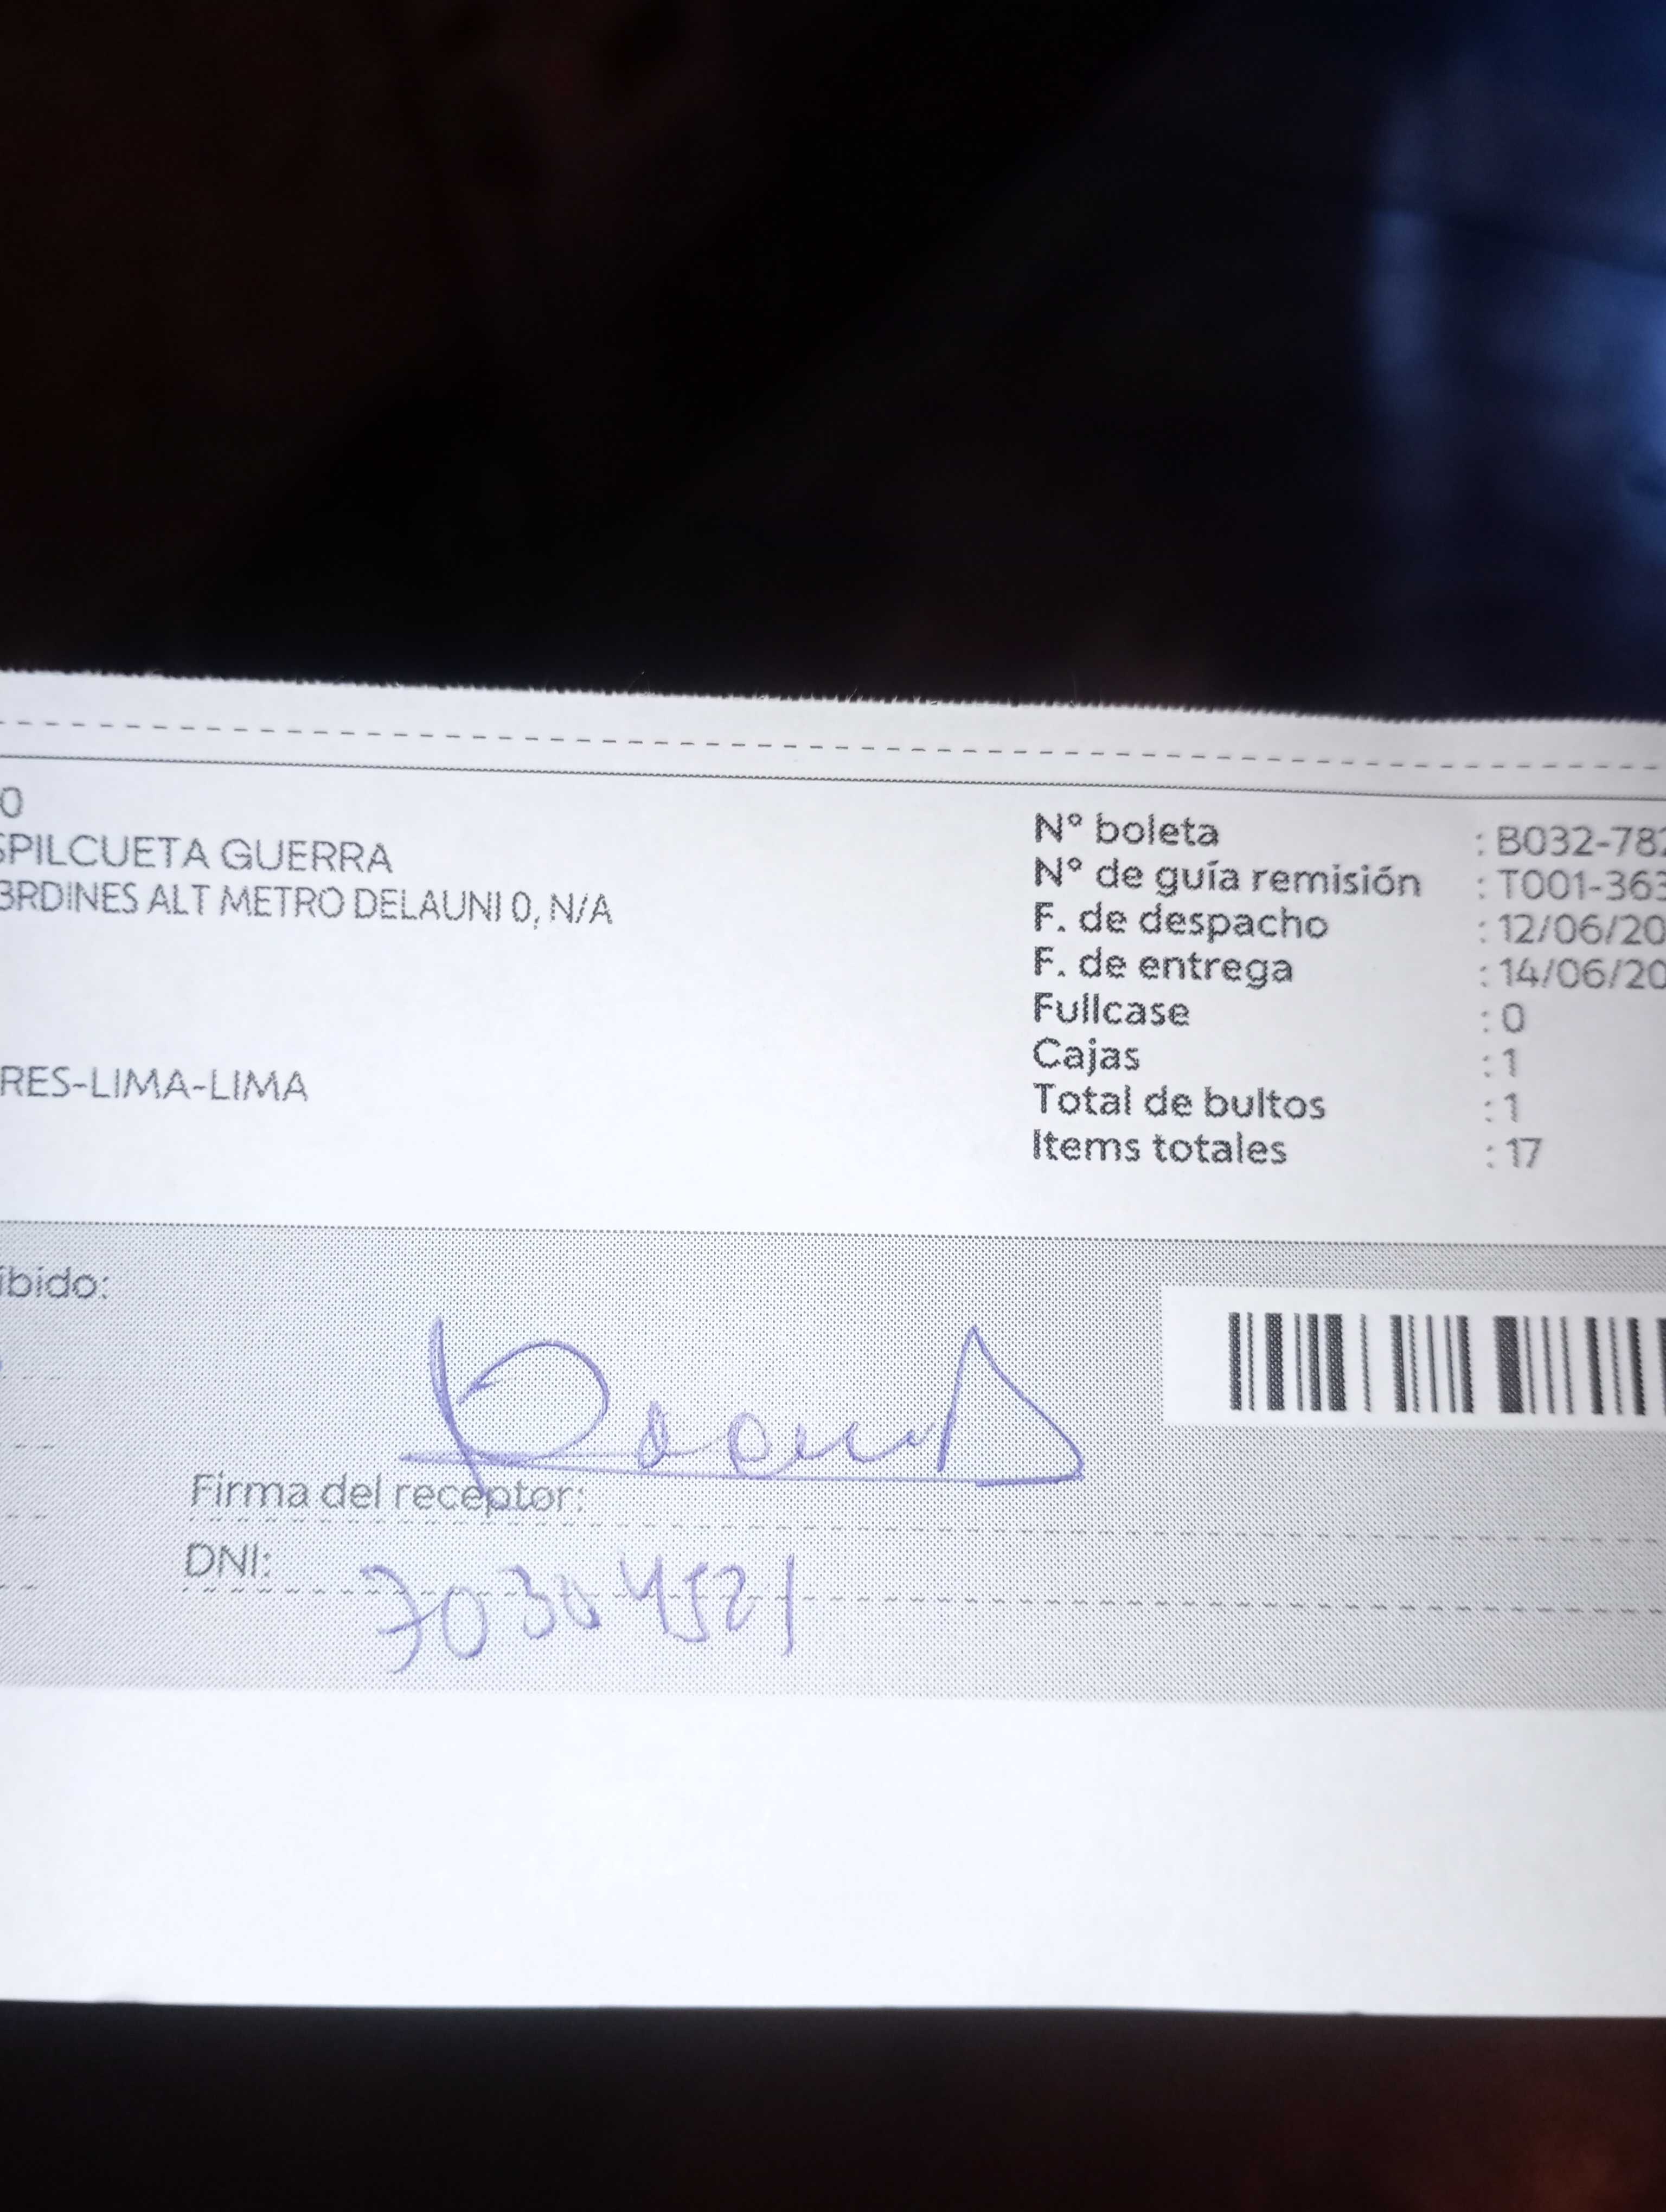 0
SPILCUETA GUERRA
BRDINES ALT METRO DELAUNI 0, N/A
RES-LIMA-LIMA
N° boleta : B032-782
N° de guía remisión : T001-363
F. de despacho : 12/06/20
F. de entrega : 14/06/20
Fullcase : 0
Cajas : 1
Total de bultos : 1
Items totales : 17
ibido:
Firma del receptor:
DNI: 70304521